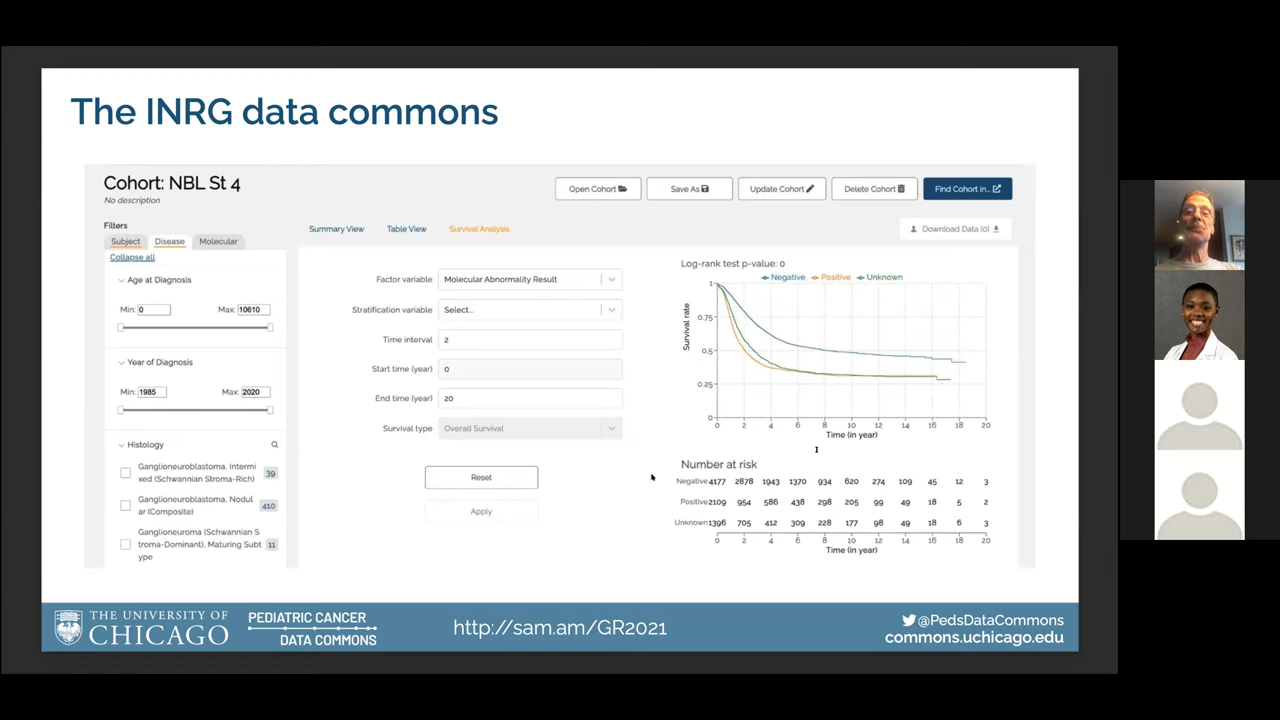 The INRG data commons
Cohort: NBL St 4
No description
Open Cohort
Save As
Update Cohort
Delete Cohort
Find Cohort in...
Filters
Subject
Disease
Molecular
Collapse all
Summary View
Table View
Survival Analysis
Download Data (0)
Age at Diagnosis
Min: 0
Max: 10610
Year of Diagnosis
Min: 1985
Max: 2020
Histology
Ganglioneuroblastoma, Intermi
xed (Schwannian Stroma-Rich)
39
Ganglioneuroblastoma, Nodul
ar (Composite)
410
Ganglioneuroma (Schwannian S
troma-Dominant), Maturing Subt
ype
11
Factor variable
Molecular Abnormality Result
Stratification variable
Select...
Time interval
2
Start time (year)
0
End time (year)
20
Survival type
Overall Survival
Reset
Apply
Log-rank test p-value: 0
Negative Positive Unknown
Survival rate
1
0.75
0.5
0.25
0
0 2 4 6 8 10 12 14 16 18 20
Time (in year)
Number at risk
Negative 4177 2878 1943 1370 934 620 274 109 45 12 3
Positive 2109 954 586 438 298 205 99 49 18 5 2
Unknown 1396 705 412 309 228 177 98 49 18 6 3
0 2 4 6 8 10 12 14 16 18 20
Time (in year)
THE UNIVERSITY OF
CHICAGO
PEDIATRIC CANCER
DATA COMMONS
http://sam.am/GR2021
@PedsDataCommons
commons.uchicago.edu